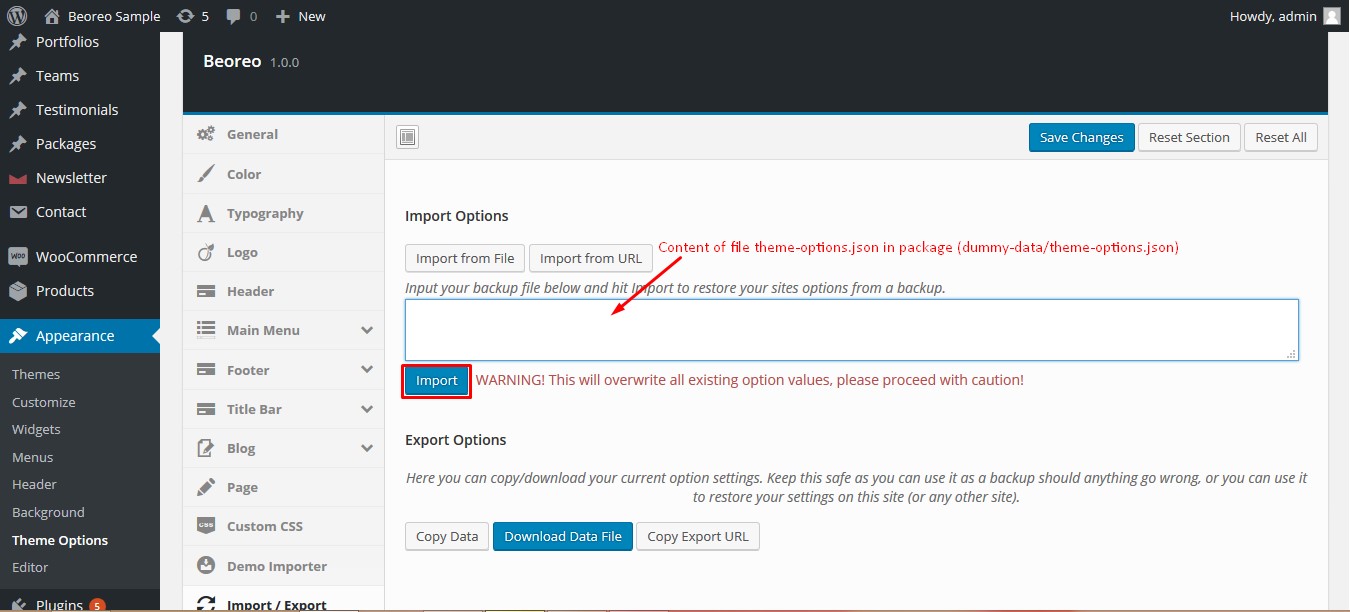 Beoreo Sample 5 0 New Howdy, admin
Portfolios
Teams
Testimonials
Packages
Newsletter
Contact
WooCommerce
Products
Appearance
Themes
Customize
Widgets
Menus
Header
Background
Theme Options
Editor
Plugins 5
Beoreo 1.0.0
General
Color
Typography
Logo
Header
Main Menu
Footer
Title Bar
Blog
Page
Custom CSS
Demo Importer
Import / Export
Save Changes Reset Section Reset All
Import Options
Import from File Import from URL
Content of file theme-options.json in package (dummy-data/theme-options.json)
Input your backup file below and hit Import to restore your sites options from a backup.
Import WARNING! This will overwrite all existing option values, please proceed with caution!
Export Options
Here you can copy/download your current option settings. Keep this safe as you can use it as a backup should anything go wrong, or you can use it
to restore your settings on this site (or any other site).
Copy Data Download Data File Copy Export URL